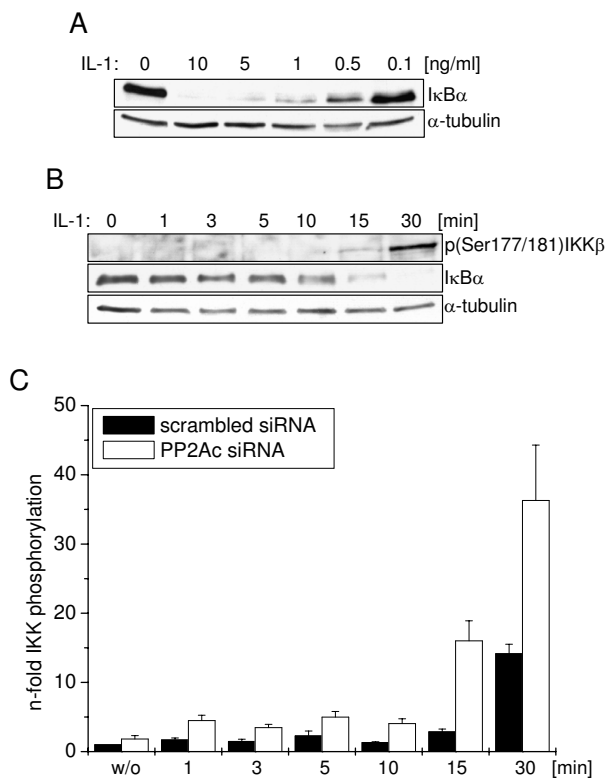 A
IL-1: 0 10 5 1 0.5 0.1 [ng/ml]
IκBα
α-tubulin
B
IL-1: 0 1 3 5 10 15 30 [min]
p(Ser177/181)IKKβ
IκBα
α-tubulin
C
scrambled siRNA
PP2Ac siRNA
n-fold IKK phosphorylation
50
40
30
20
10
0
w/o 1 3 5 10 15 30 [min]